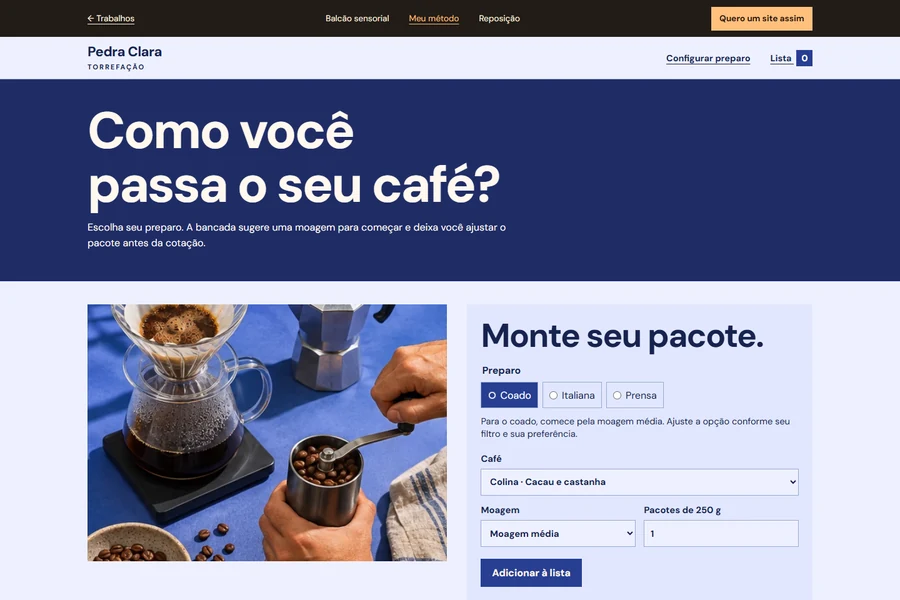 ← Trabalhos
Balcão sensorial
Meu método
Reposição
Quero um site assim
Pedra Clara
TORREFAÇÃO
Configurar preparo
Lista 0
Como você
passa o seu café?
Escolha seu preparo. A bancada sugere uma moagem para começar e deixa você ajustar o
pacote antes da cotação.
Monte seu pacote.
Preparo
Coado
Italiana
Prensa
Para o coado, comece pela moagem média. Ajuste a opção conforme seu
filtro e sua preferência.
Café
Colina · Cacau e castanha
Moagem
Pacotes de 250 g
Moagem média
1
Adicionar à lista